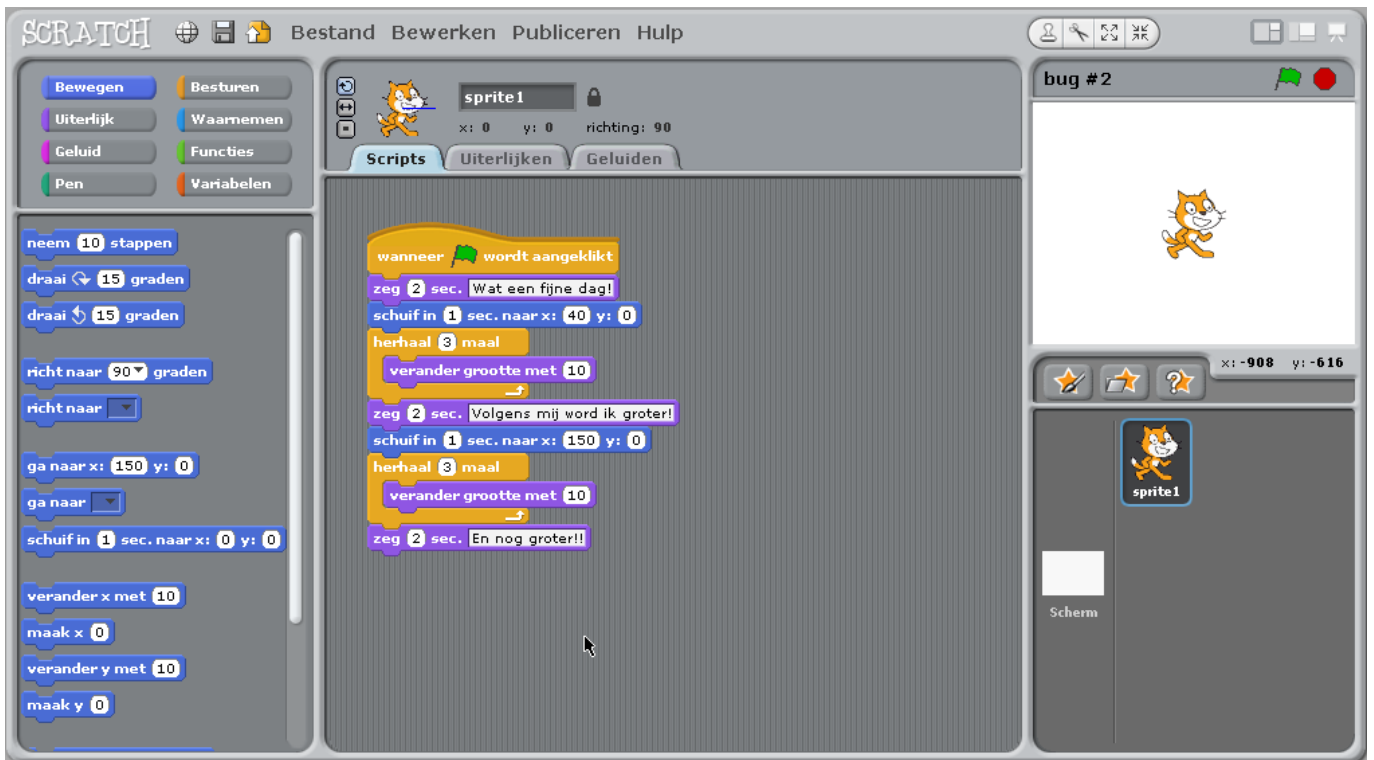 SCRATCH Bestand Bewerken Publiceren Hulp
Bewegen Besturen
Uiterlijk Waarnemen
Geluid Functies
Pen Variabelen
neem 10 stappen
draai 15 graden
draai 15 graden
richt naar 90 graden
richt naar
ga naar x: 150 y: 0
ga naar
schuif in 1 sec. naar x: 0 y: 0
verander x met 10
maak x 0
verander y met 10
maak y 0
sprite1
x: 0 y: 0 richting: 90
Scripts Uiterlijken Geluiden
wanneer wordt aangeklikt
zeg 2 sec. Wat een fijne dag!
schuif in 1 sec. naar x: 40 y: 0
herhaal 3 maal
verander grootte met 10
zeg 2 sec. Volgens mij word ik groter!
schuif in 1 sec. naar x: 150 y: 0
herhaal 3 maal
verander grootte met 10
zeg 2 sec. En nog groter!!
bug #2
x: -908 y: -616
sprite1
Scherm